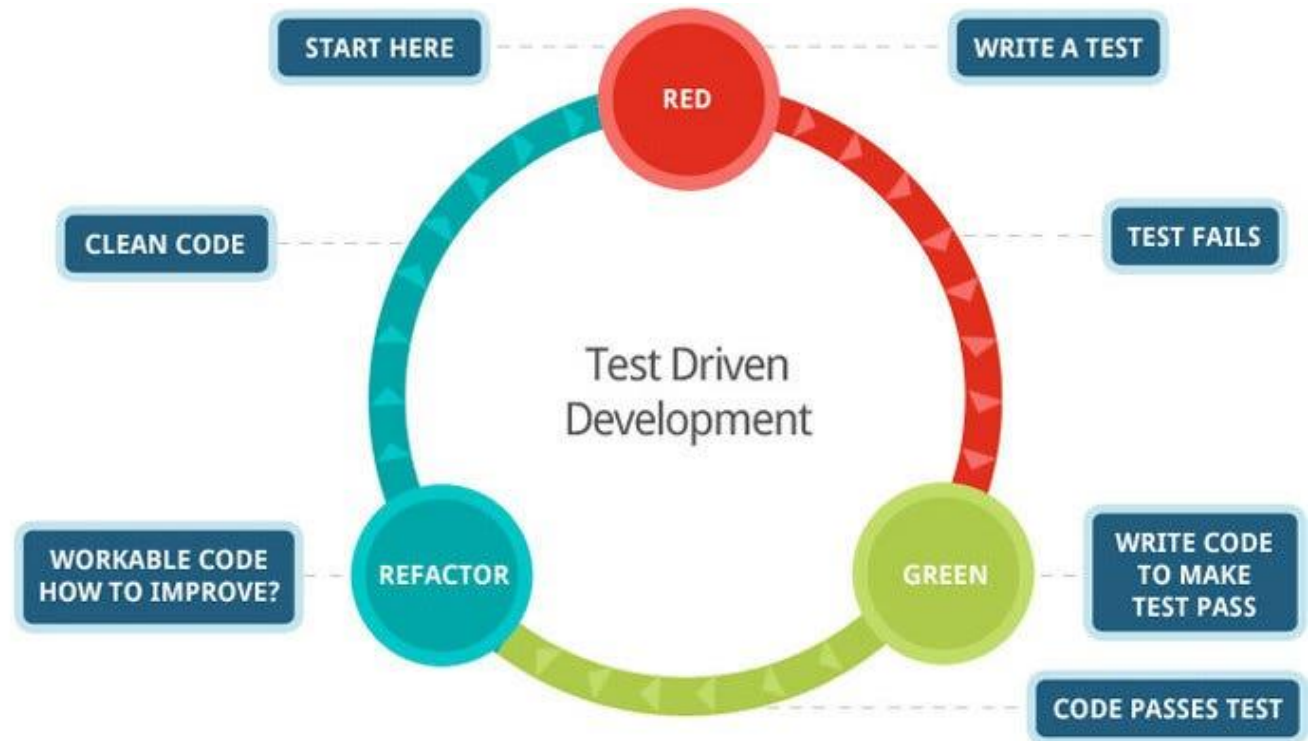 START HERE
WRITE A TEST
RED
CLEAN CODE
TEST FAILS
Test Driven
Development
WORKABLE CODE
HOW TO IMPROVE?
REFACTOR
GREEN
WRITE CODE
TO MAKE
TEST PASS
CODE PASSES TEST